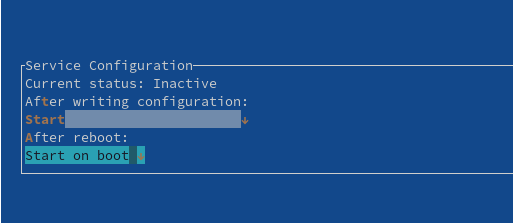 Service Configuration
Current status: Inactive
After writing configuration:
Start ↓
After reboot:
Start on boot ↓